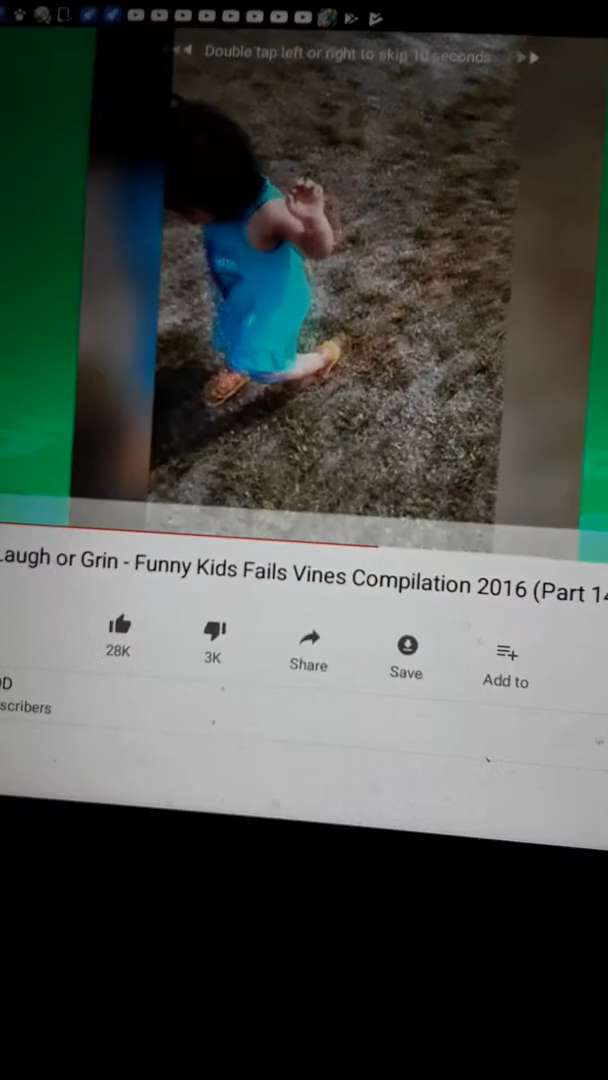 Double tap left or right to skip 10 seconds
Laugh or Grin - Funny Kids Fails Vines Compilation 2016 (Part 14
28K
3K
Share
Save
Add to
OD
scribers